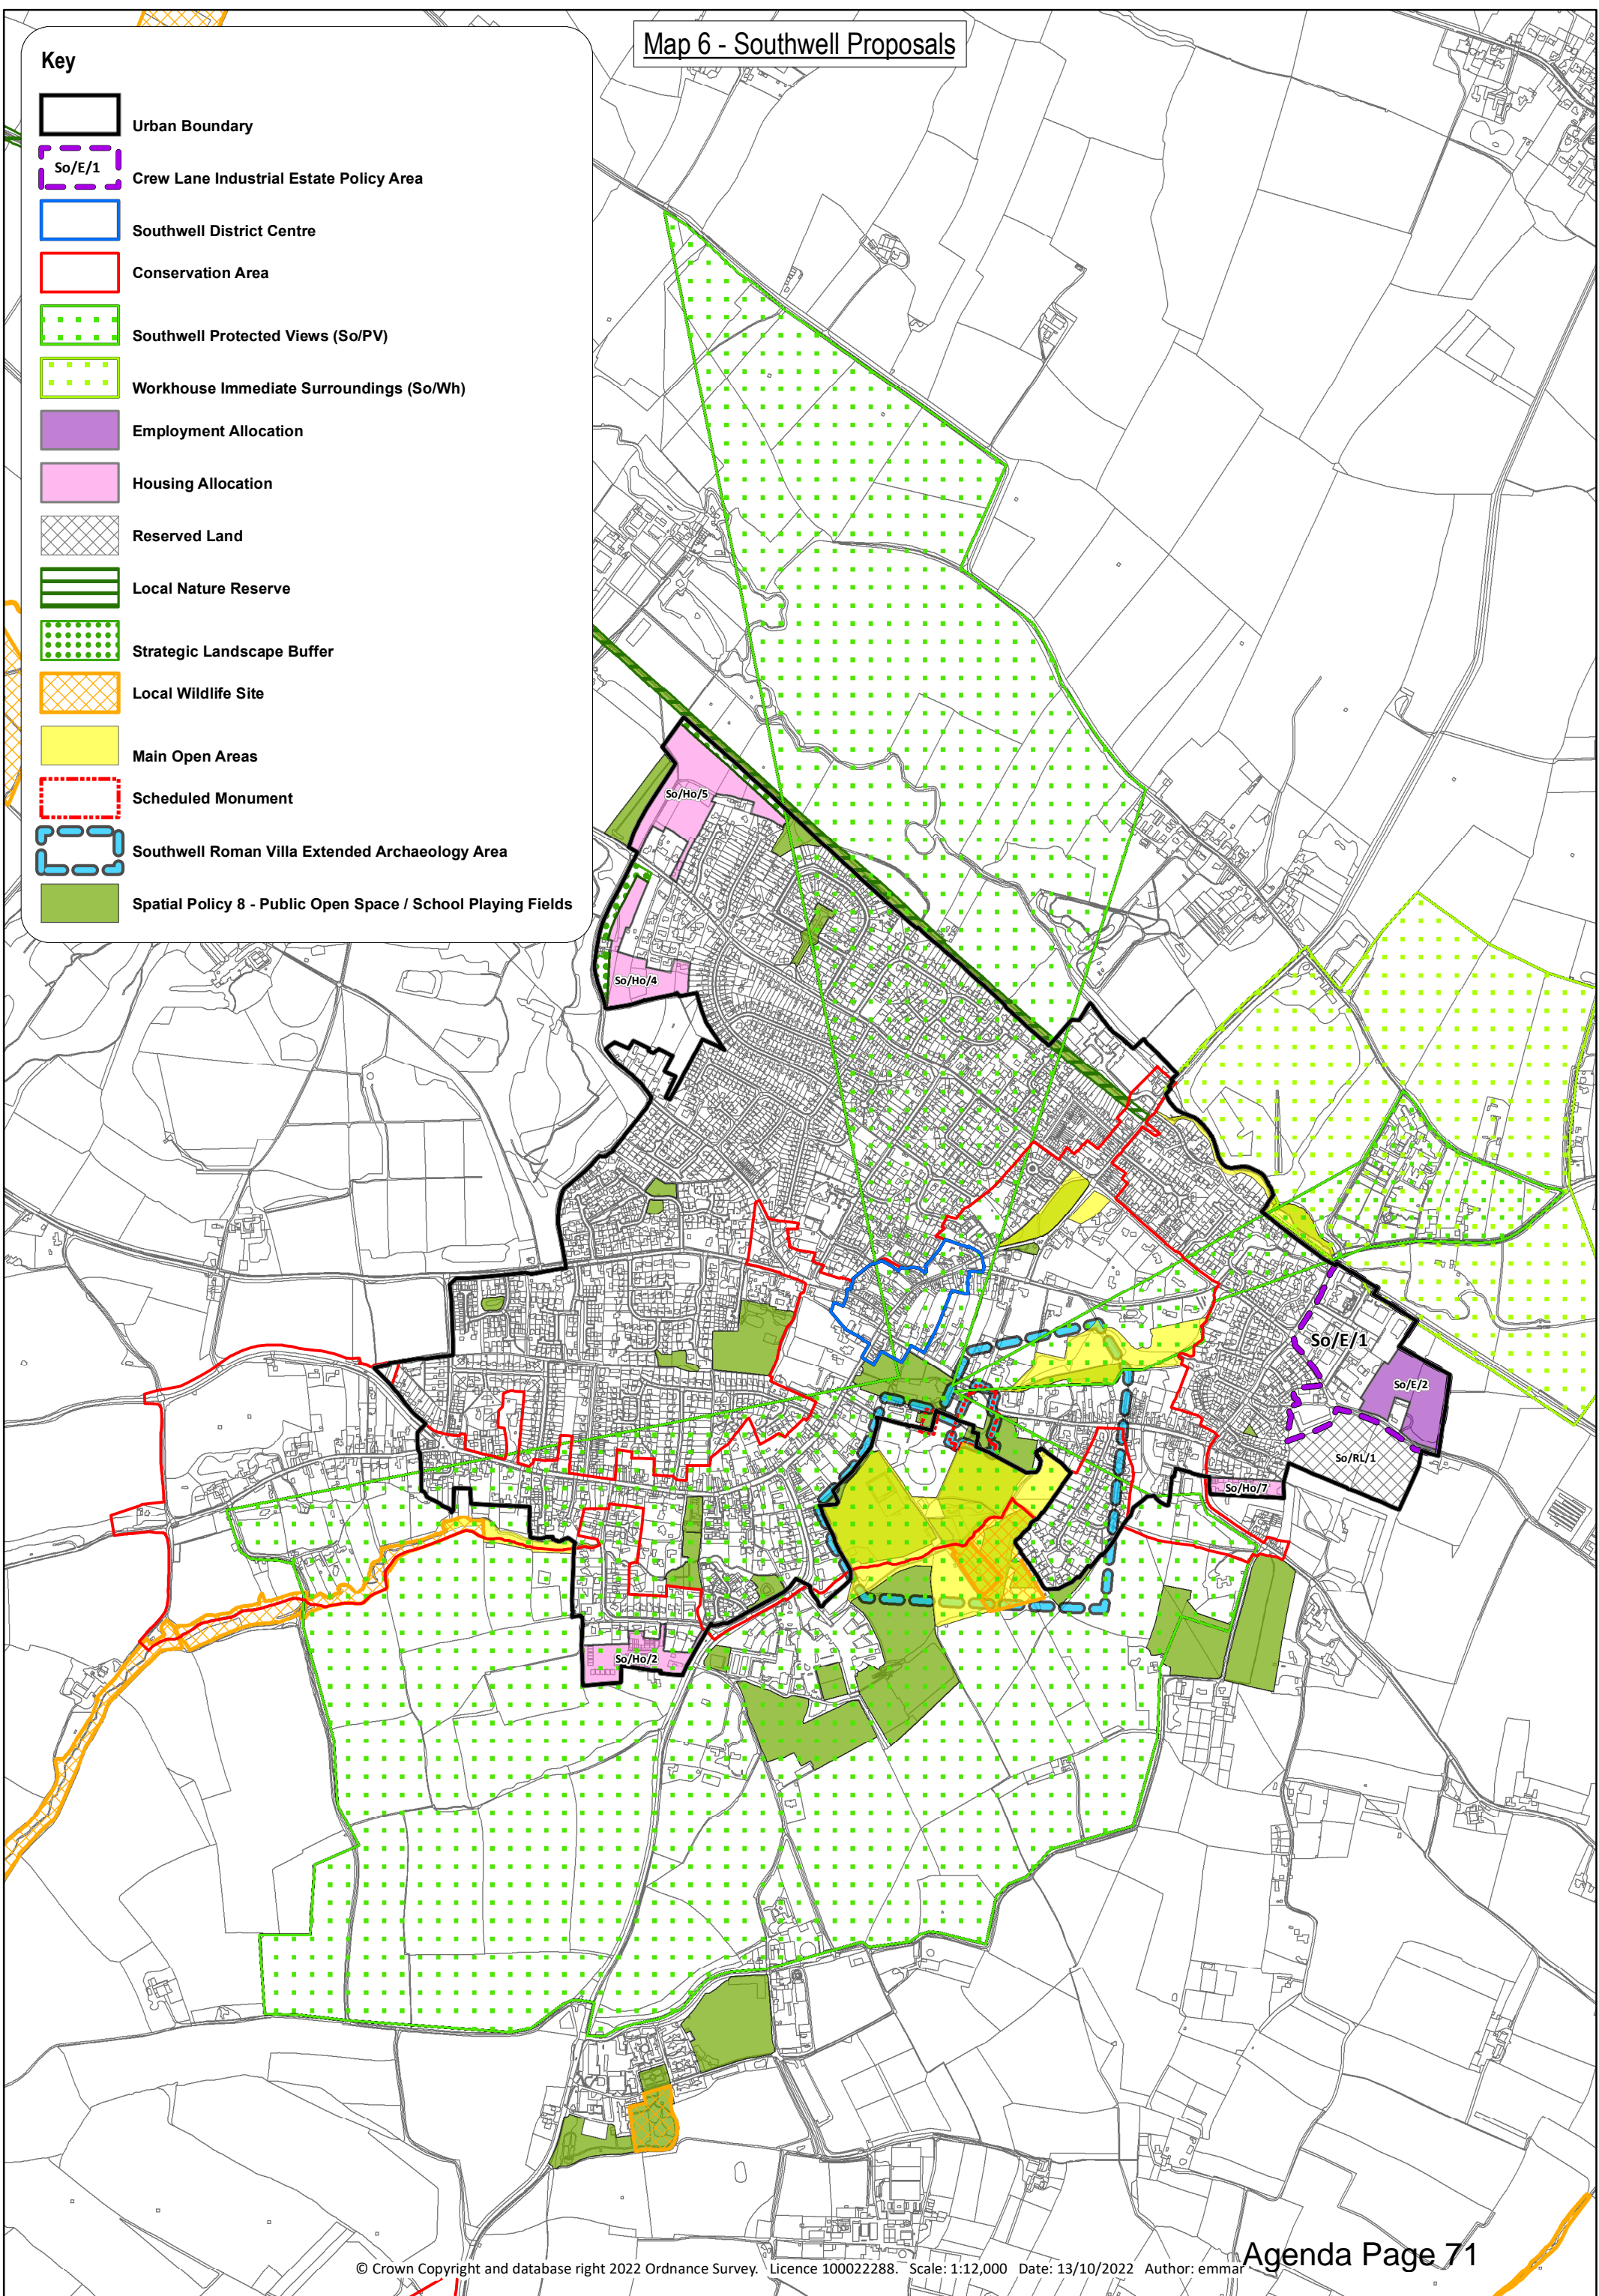 Map 6 - Southwell Proposals
Key
Urban Boundary
So/E/1
Crew Lane Industrial Estate Policy Area
Southwell District Centre
Conservation Area
Southwell Protected Views (So/PV)
Workhouse Immediate Surroundings (So/Wh)
Employment Allocation
Housing Allocation
Reserved Land
Local Nature Reserve
Strategic Landscape Buffer
Local Wildlife Site
Main Open Areas
Scheduled Monument
Southwell Roman Villa Extended Archaeology Area
Spatial Policy 8 - Public Open Space / School Playing Fields
So/Ho/5
So/Ho/4
So/E/1
So/E/2
So/RL/1
So/Ho/7
So/Ho/2
© Crown Copyright and database right 2022 Ordnance Survey. Licence 1000022288. Scale: 1:12,000 Date: 13/10/2022 Author: emmar
Agenda Page 71